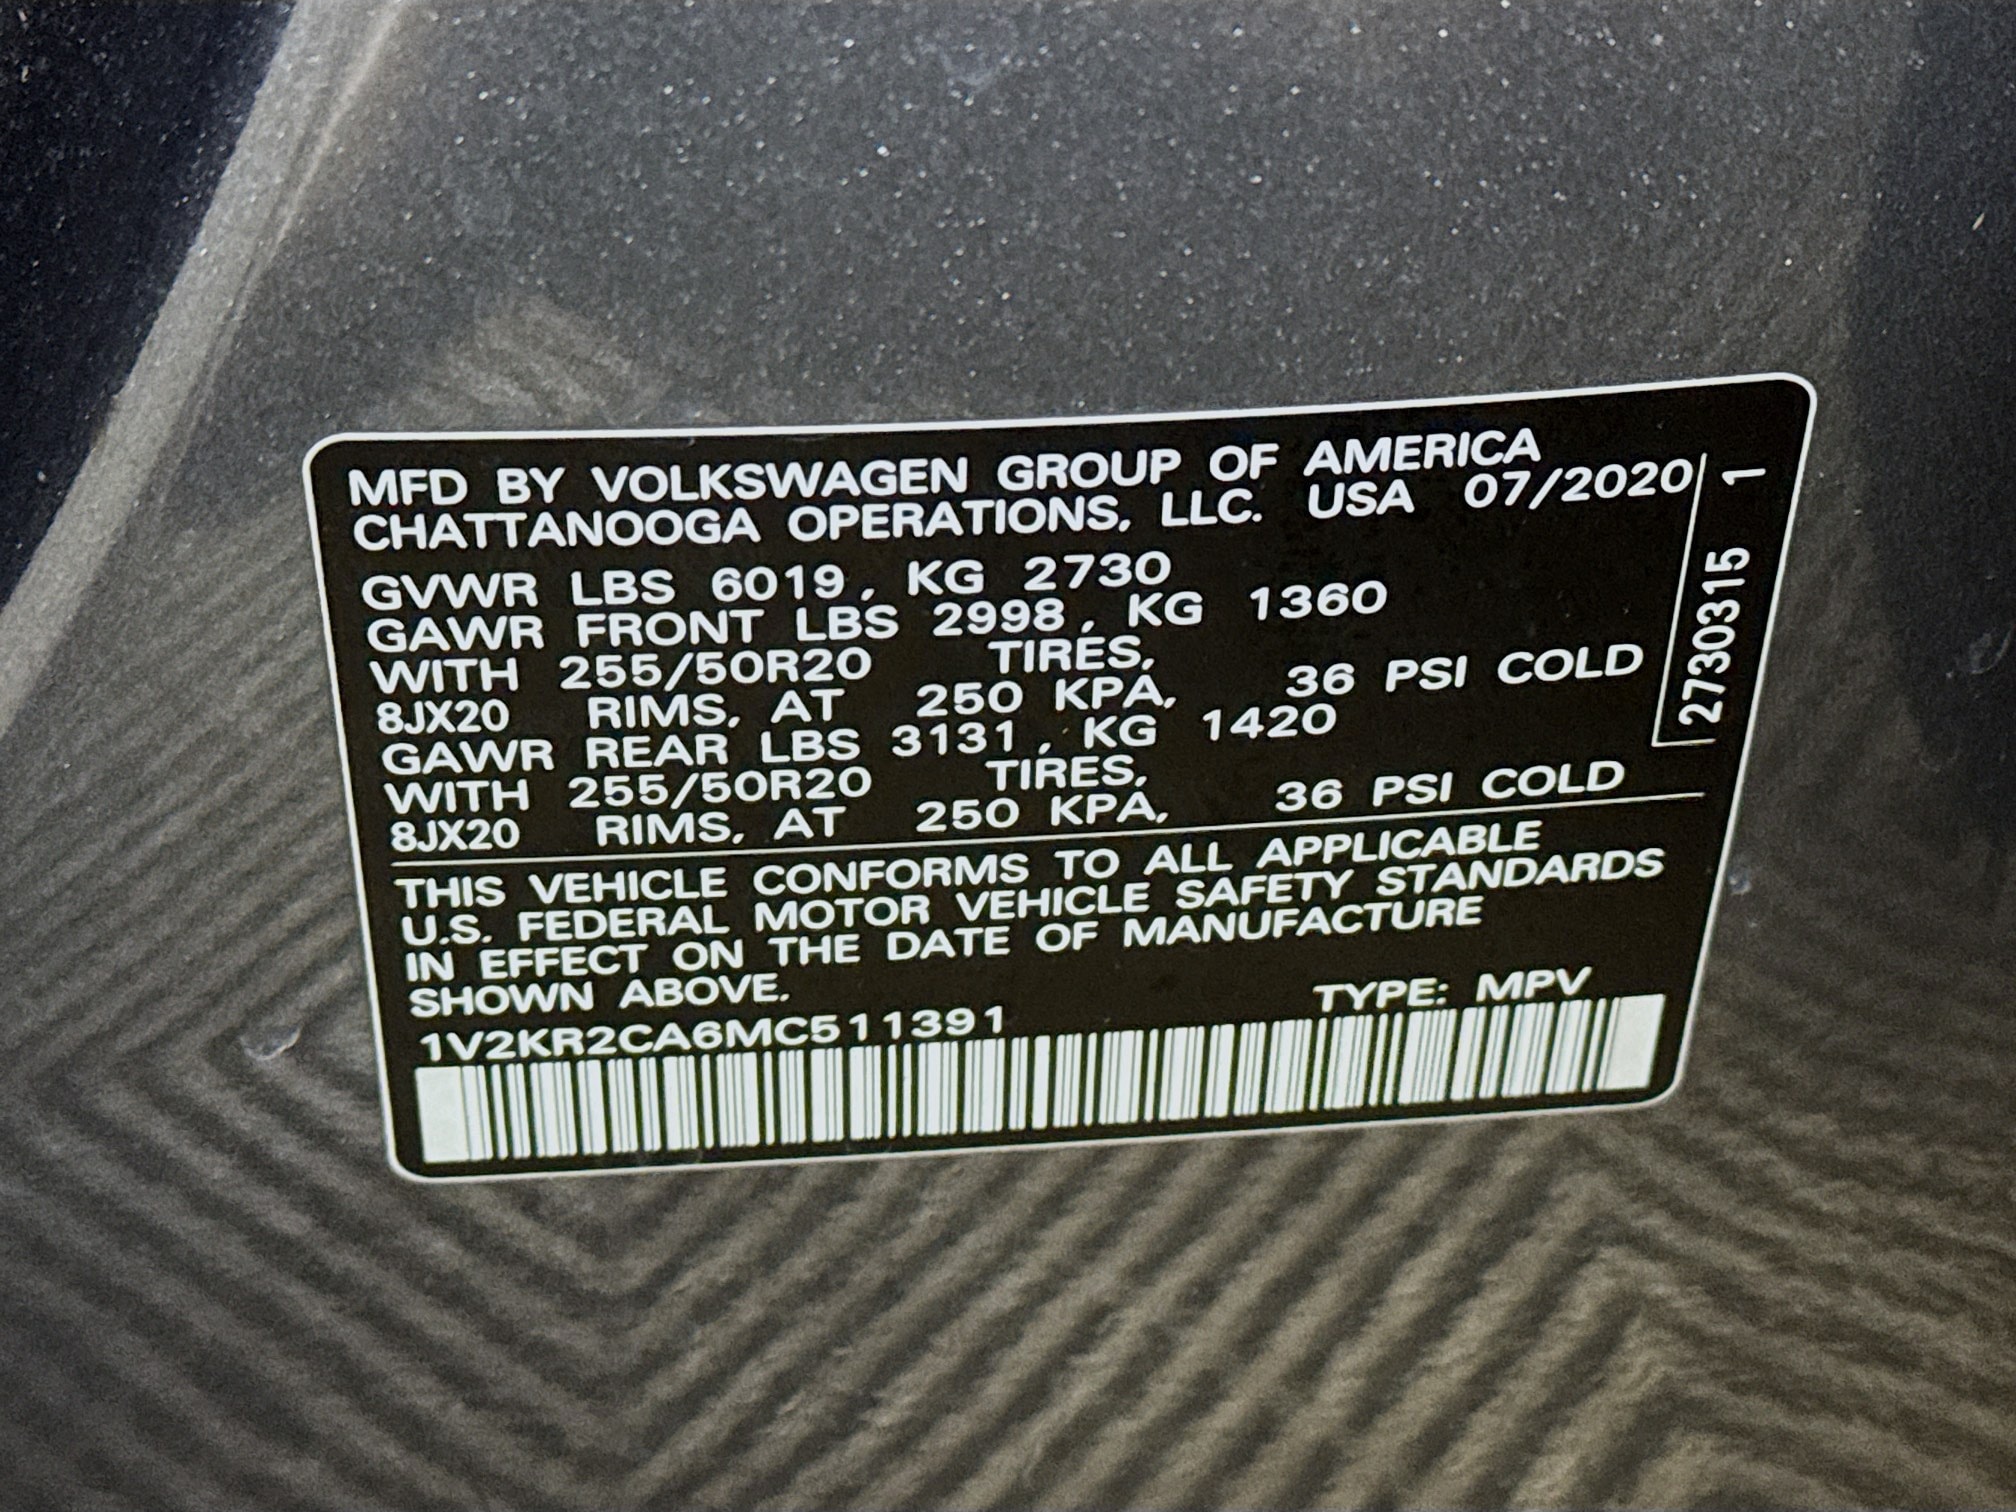 MFD BY VOLKSWAGEN GROUP OF AMERICA
CHATTANOOGA OPERATIONS, LLC. USA 07/2020
GVWR LBS 6019, KG 2730
GAWR FRONT LBS 2998, KG 1360
WITH 255/50R20 TIRES,
8JX20 RIMS, AT 250 KPA, 36 PSI COLD
GAWR REAR LBS 3131, KG 1420
WITH 255/50R20 TIRES,
8JX20 RIMS, AT 250 KPA, 36 PSI COLD
2730315 1
THIS VEHICLE CONFORMS TO ALL APPLICABLE
U.S. FEDERAL MOTOR VEHICLE SAFETY STANDARDS
IN EFFECT ON THE DATE OF MANUFACTURE
SHOWN ABOVE.
1V2KR2CA6MC511391 TYPE: MPV